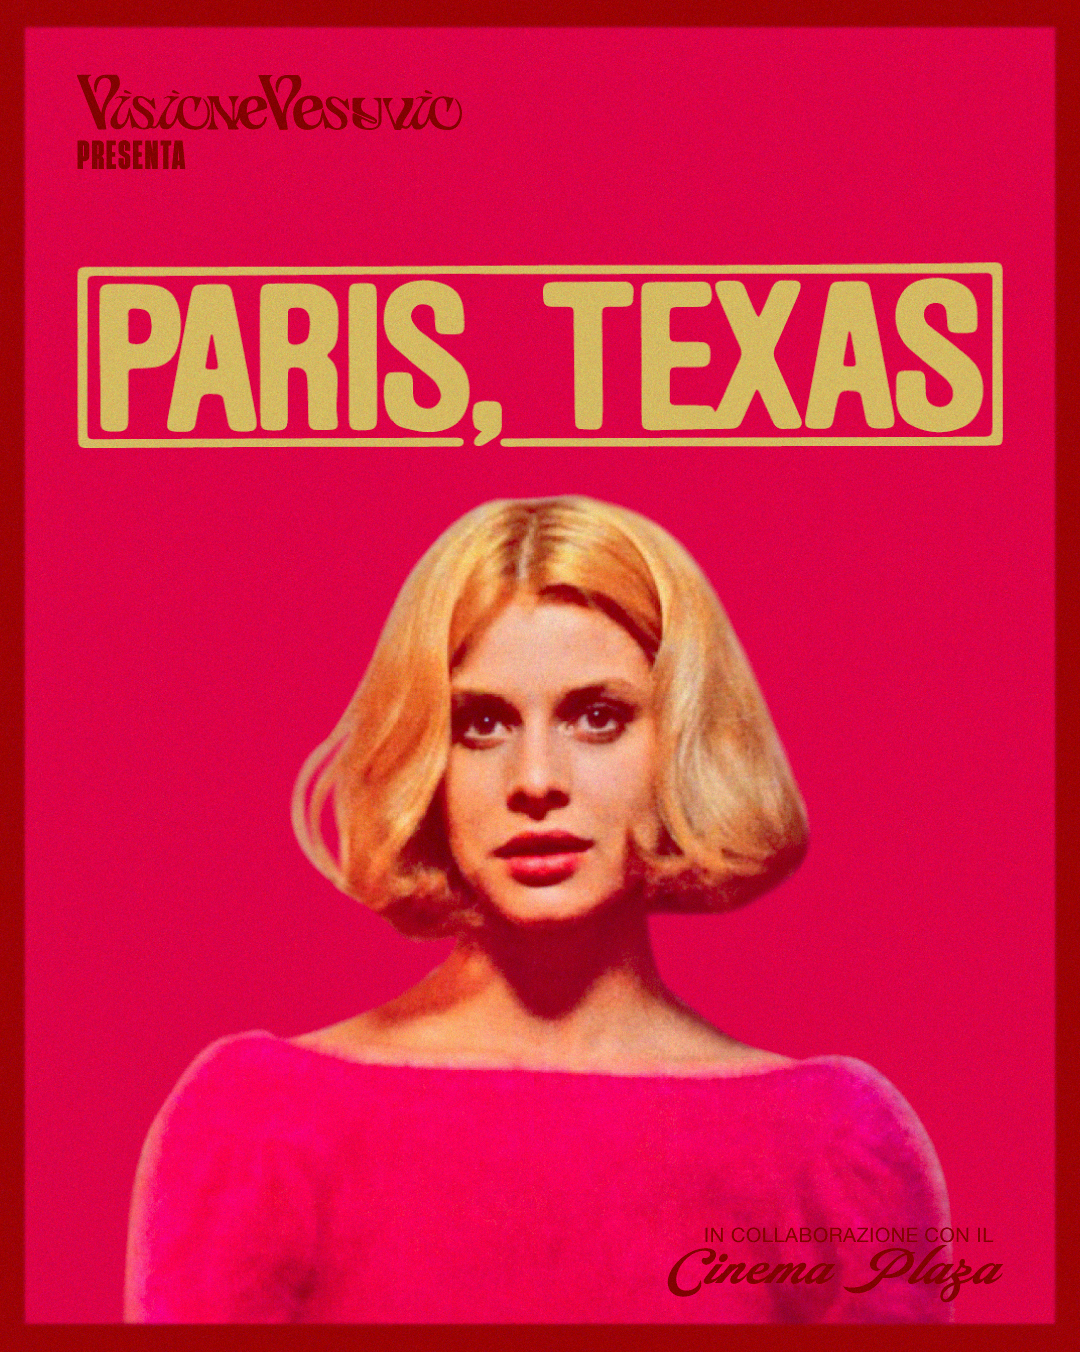 VisioneVesuvio
PRESENTA
PARIS, TEXAS
IN COLLABORAZIONE CON IL
Cinema Plaza